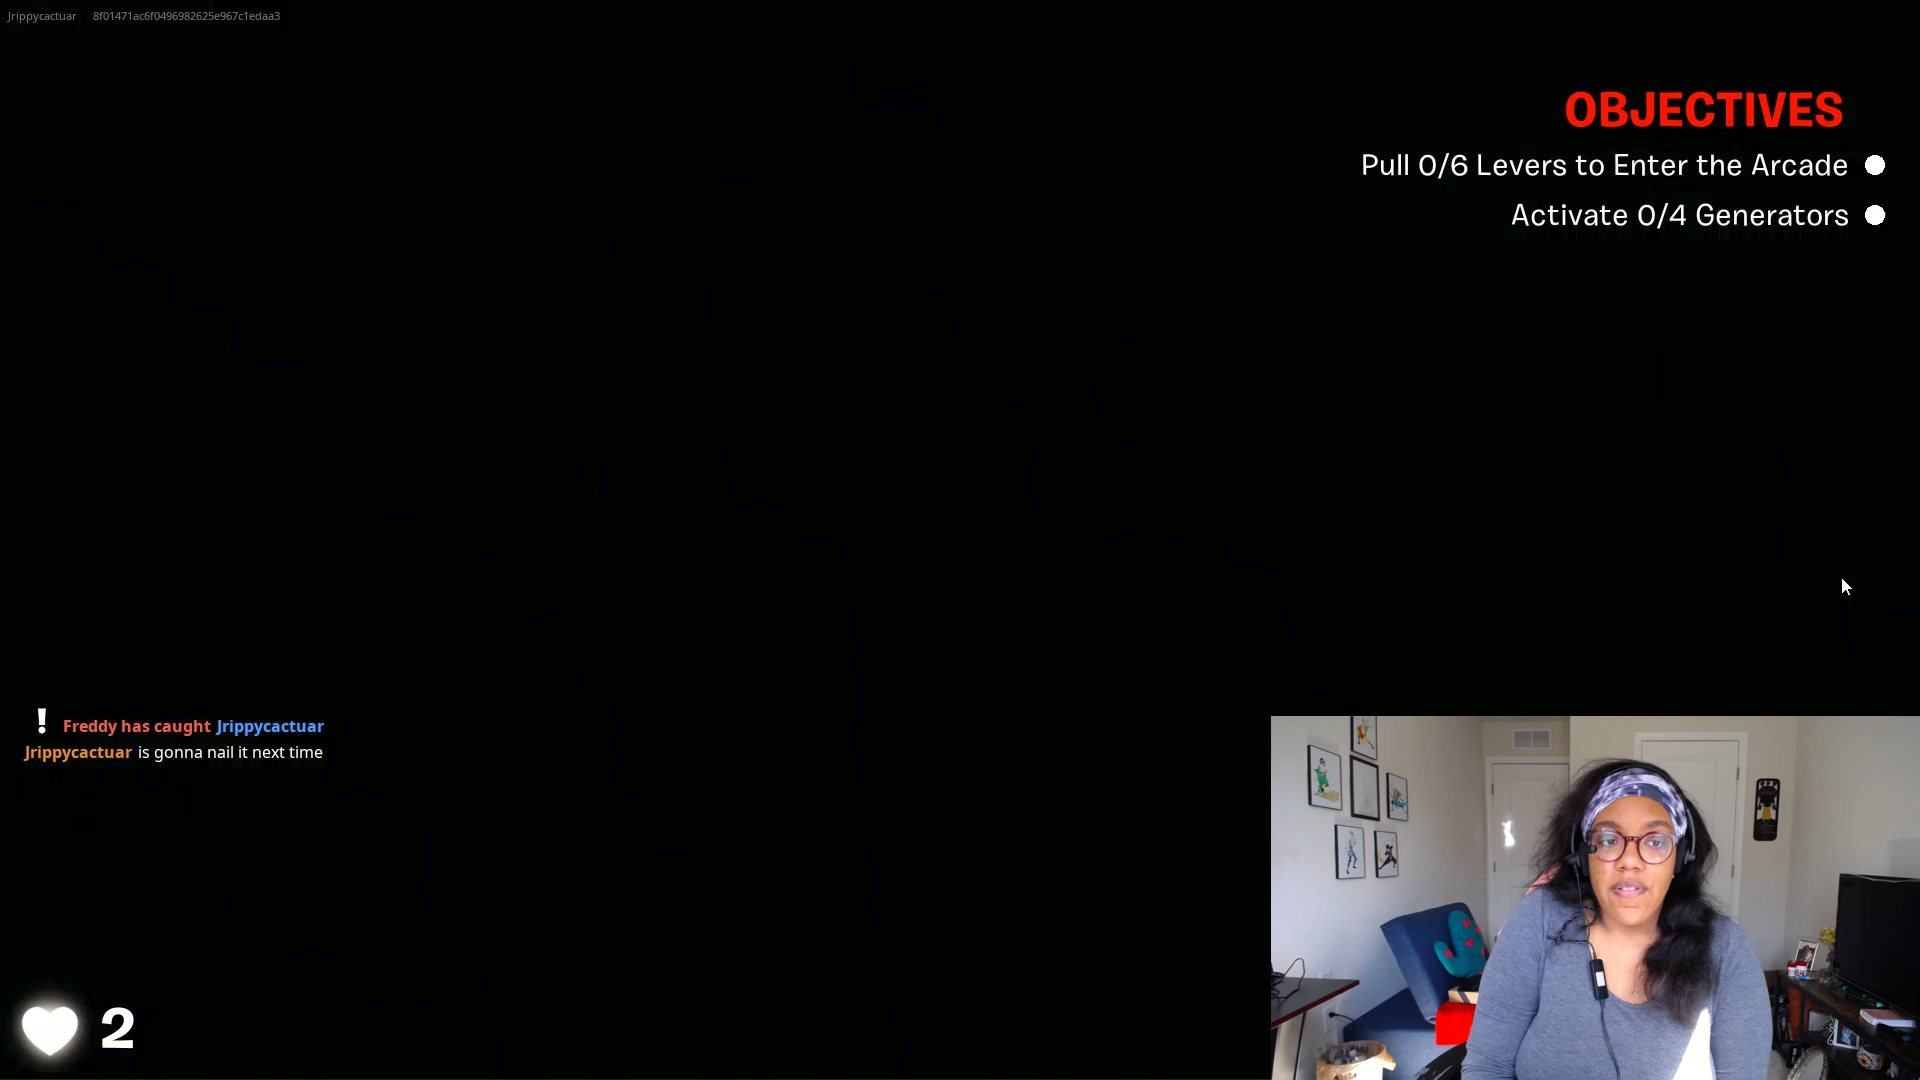 Jrippycactuar 8f01471ac6f0496982625e967c1edaa3
OBJECTIVES
Pull 0/6 Levers to Enter the Arcade
Activate 0/4 Generators
! Freddy has caught Jrippycactuar
Jrippycactuar is gonna nail it next time
2